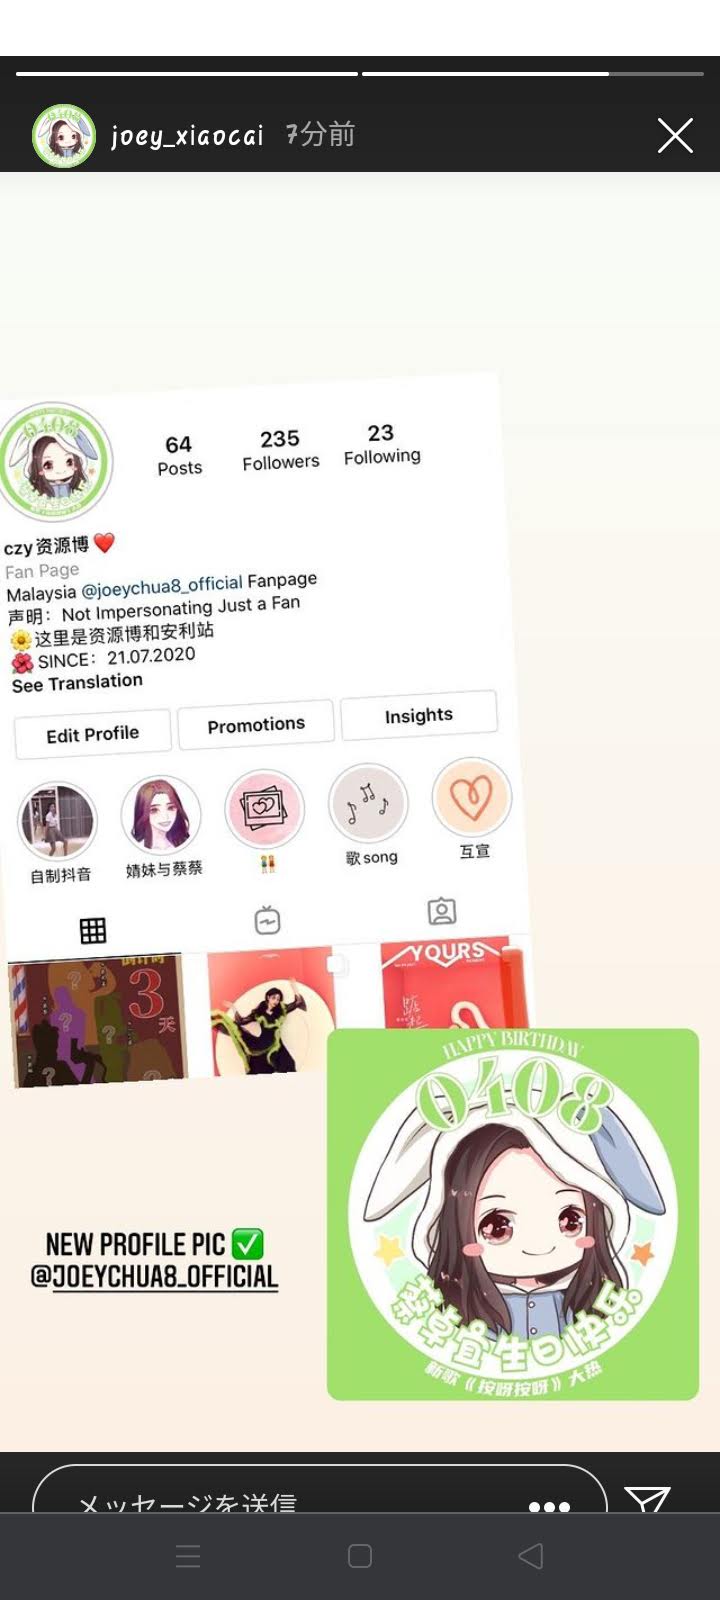 joey_xiaocai 7分前
64 235 23
Posts Followers Following
czy资源博❤️
Fan Page
Malaysia @joeychua8_official Fanpage
声明：Not Impersonating Just a Fan
🌼这里是资源博和安利站
🌺SINCE：21.07.2020
See Translation
Edit Profile Promotions Insights
自制抖音 婧妹与蔡蔡 👭 歌song 互宣
3
天
YOURS
HAPPY BIRTHDAY
0408
NEW PROFILE PIC ✅
@JOEYCHUA8_OFFICIAL
蔡卓宜生日快乐
新歌《按呀按呀》大热
メッセージを送信